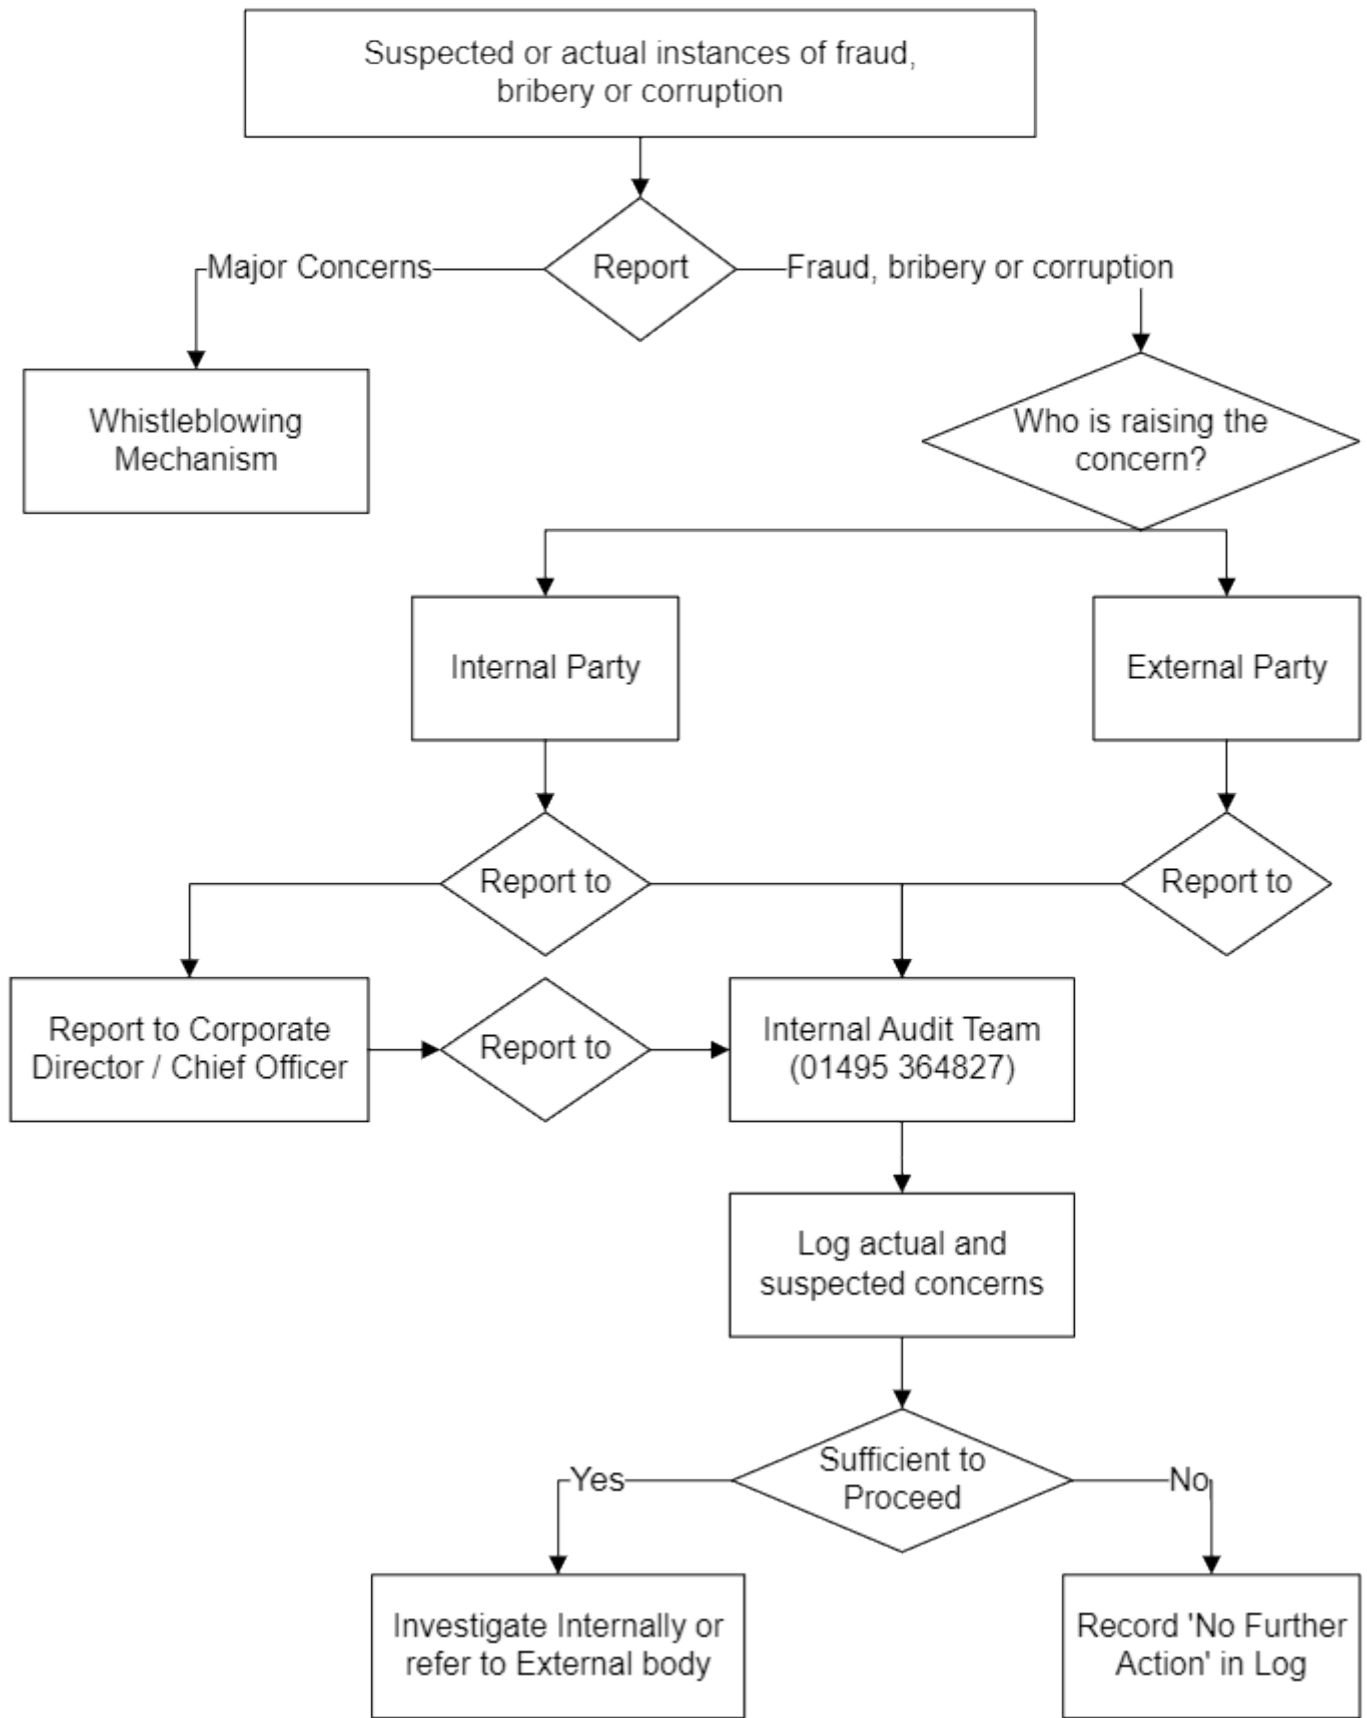 Suspected or actual instances of fraud,
bribery or corruption
Report
Major Concerns
Fraud, bribery or corruption
Whistleblowing
Mechanism
Who is raising the
concern?
Internal Party
External Party
Report to
Report to
Report to Corporate
Director / Chief Officer
Report to
Internal Audit Team
(01495 364827)
Log actual and
suspected concerns
Sufficient to
Proceed
Yes
No
Investigate Internally or
refer to External body
Record 'No Further
Action' in Log